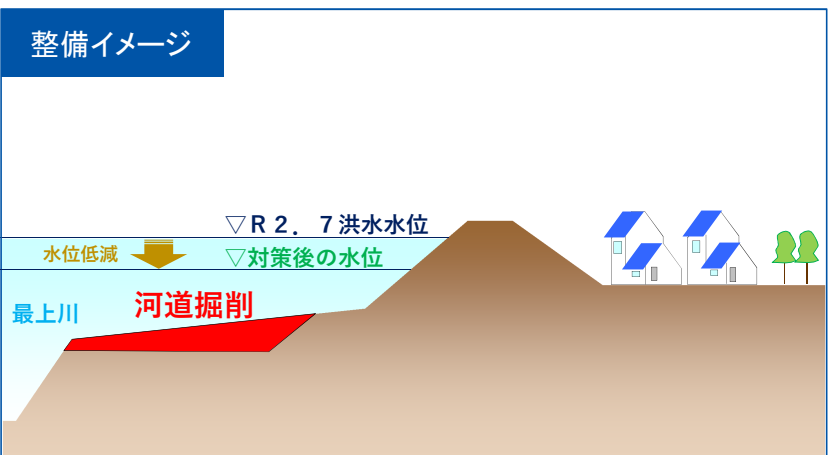 整備イメージ
▽R２．７洪水水位
水位低減
▽対策後の水位
最上川
河道掘削